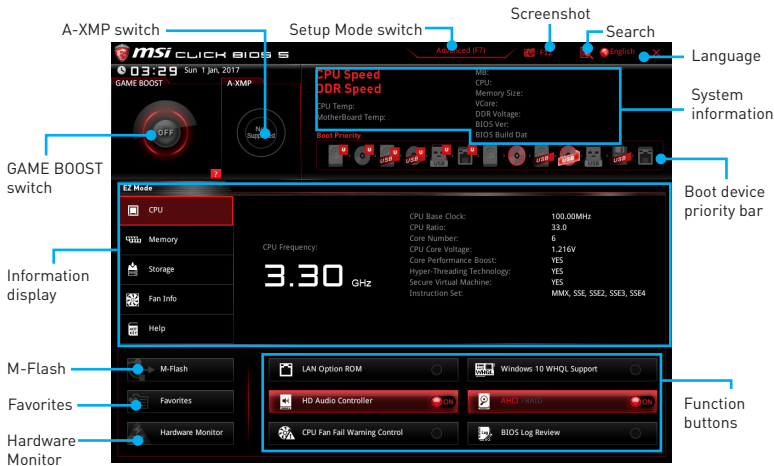 A-XMP switch
Setup Mode switch
Screenshot
Search
Language
System
information
Boot device
priority bar
Function
buttons
GAME BOOST
switch
Information
display
M-Flash
Favorites
Hardware
Monitor
msi CLICK BIOS 5
Advanced (F7)
F12
English
X
03:29 Sun 1 Jan, 2017
GAME BOOST
A-XMP
OFF
Not
Supported
?
CPU Speed
DDR Speed
CPU Temp:
MotherBoard Temp:
MB:
CPU:
Memory Size:
VCore:
DDR Voltage:
BIOS Ver:
BIOS Build Dat
Boot Priority
U U U U U U
USB USB USB USB USB USB USB
EZ Mode
CPU
Memory
Storage
Fan Info
Help
CPU Frequency:
3.30 GHz
CPU Base Clock: 100.00MHz
CPU Ratio: 33.0
Core Number: 6
CPU Core Voltage: 1.216V
Core Performance Boost: YES
Hyper-Threading Technology: YES
Secure Virtual Machine: YES
Instruction Set: MMX, SSE, SSE2, SSE3, SSE4
M-Flash
Favorites
Hardware Monitor
LAN Option ROM
Windows 10 WHQL Support
HD Audio Controller ON
AHCI /RAID ON
CPU Fan Fail Warning Control
BIOS Log Review